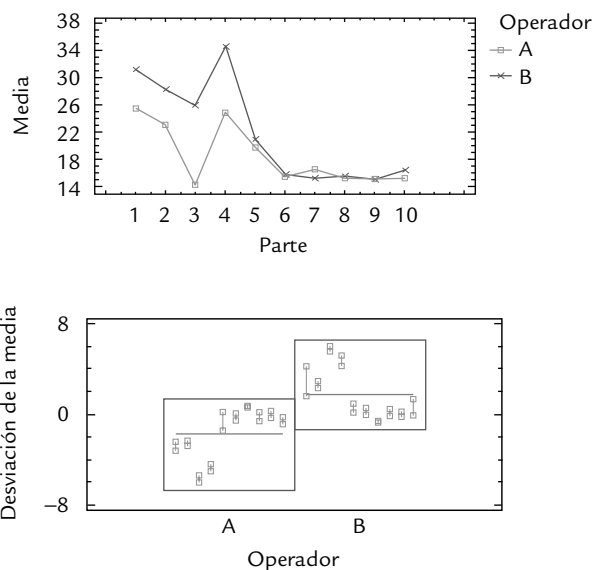 Operador
A
B
Media
38
34
30
26
22
18
14
1 2 3 4 5 6 7 8 9 10
Parte
Desviación de la media
8
0
−8
A B
Operador